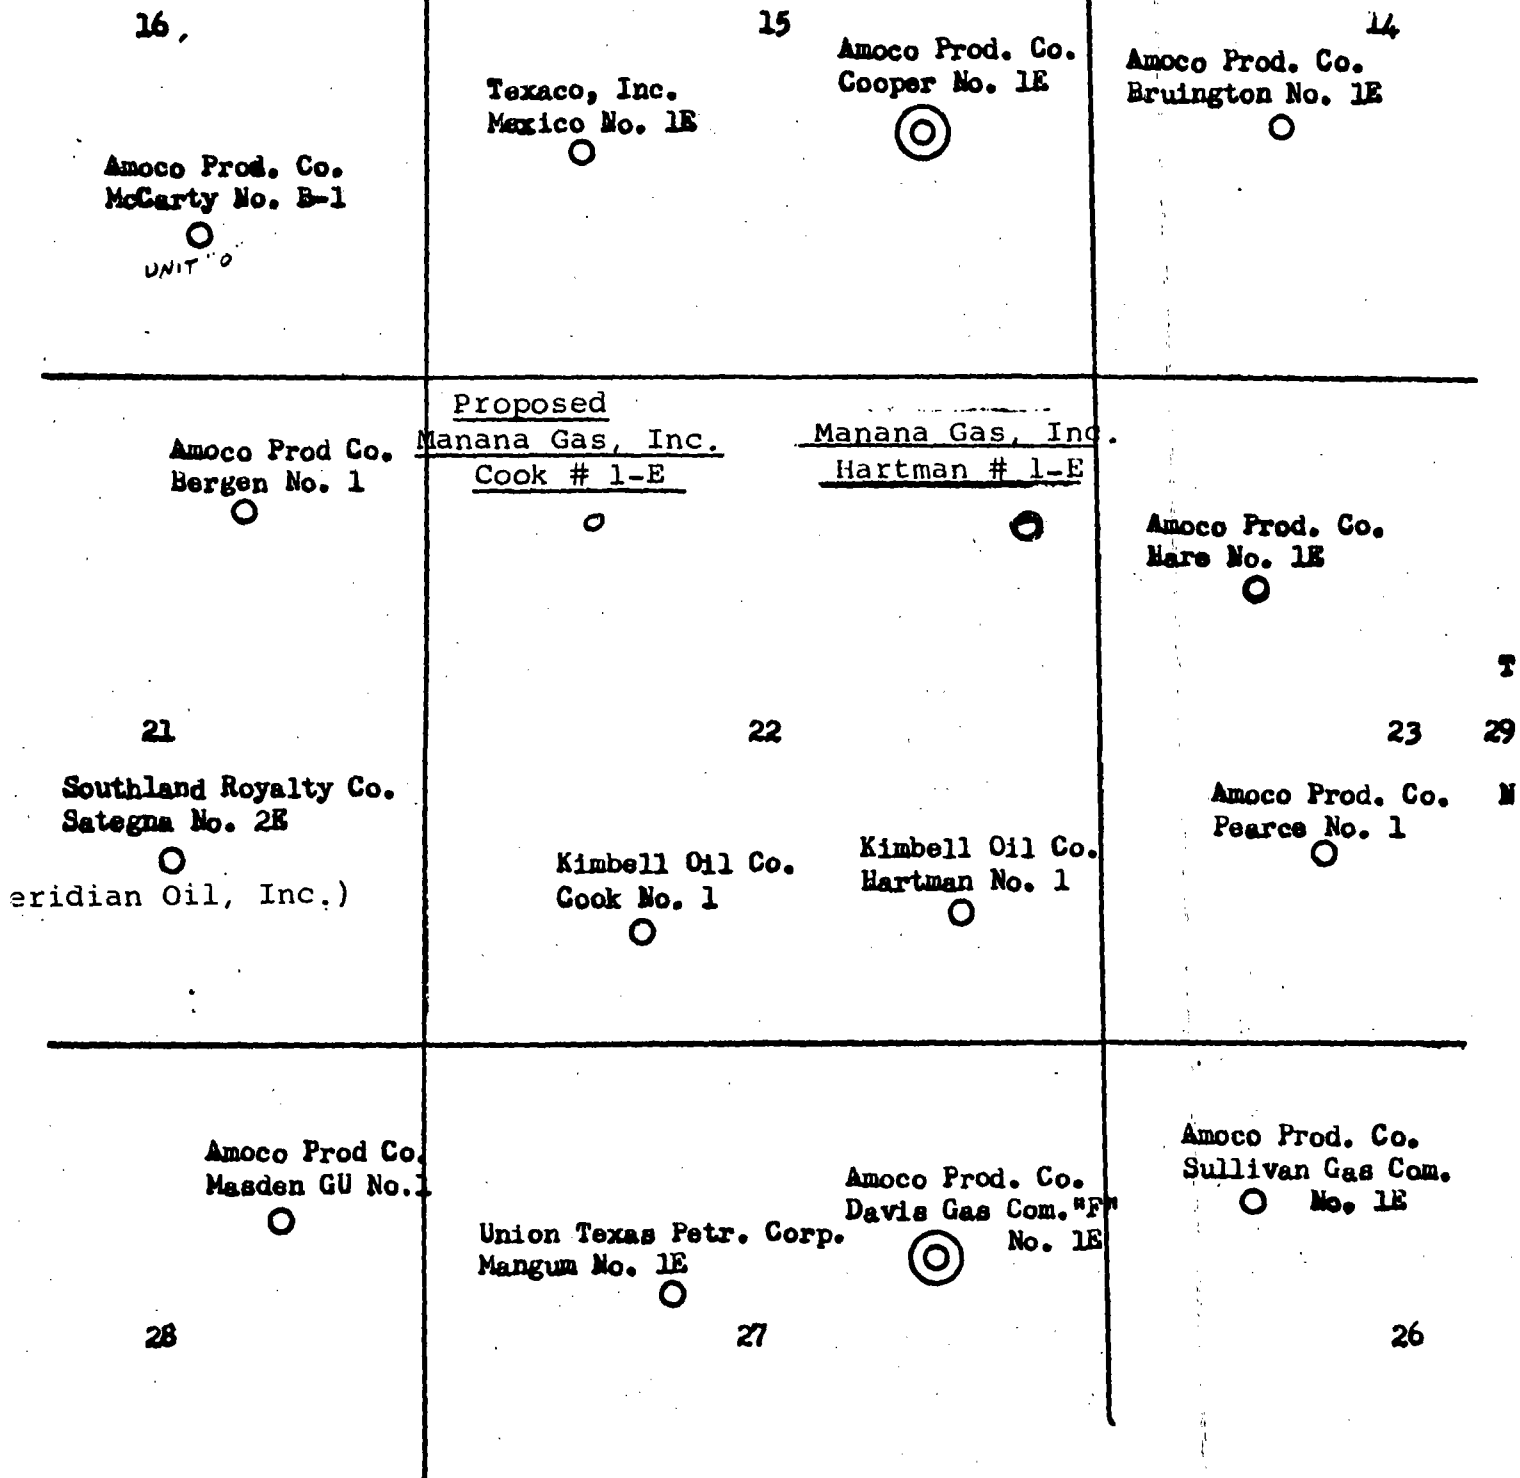 16
15
14
Texaco, Inc.
Mexico No. 1E
Amoco Prod. Co.
Cooper No. 1E
Amoco Prod. Co.
Bruington No. 1E
Amoco Prod. Co.
McCarty No. B-1
UNIT "O"
Amoco Prod Co.
Bergen No. 1
Proposed
Manana Gas, Inc.
Cook # 1-E
Manana Gas, Inc.
Hartman # 1-E
Amoco Prod. Co.
Hare No. 1E
T
21
22
23
29
N
Southland Royalty Co.
Sategna No. 2E
eridian Oil, Inc.)
Kimbell Oil Co.
Cook No. 1
Kimbell Oil Co.
Hartman No. 1
Amoco Prod. Co.
Pearce No. 1
Amoco Prod Co.
Masden GU No.1
Union Texas Petr. Corp.
Mangum No. 1E
Amoco Prod. Co.
Davis Gas Com."F"
No. 1E
Amoco Prod. Co.
Sullivan Gas Com.
No. 1E
28
27
26